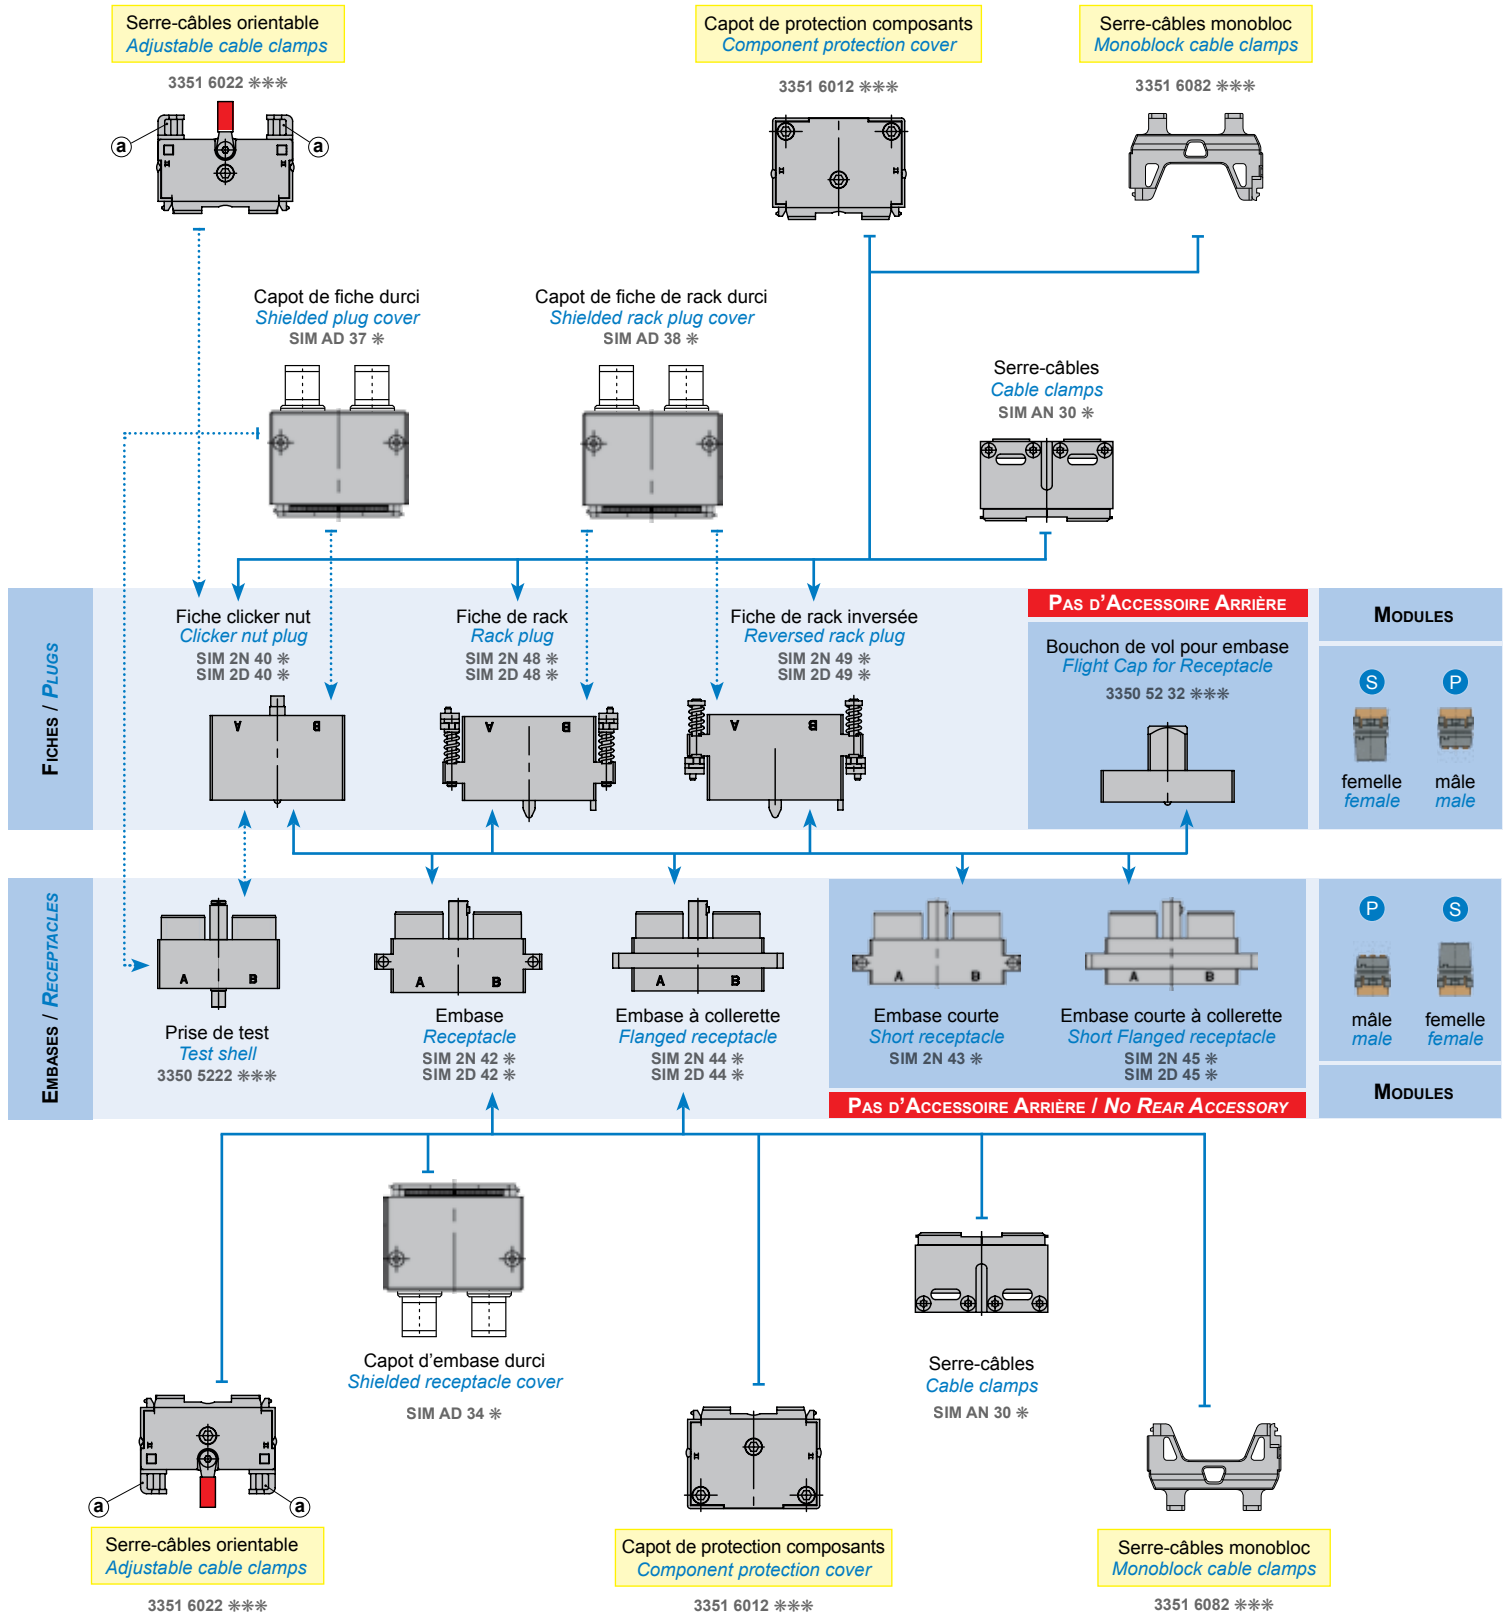 Serre-câbles orientable
Adjustable cable clamps
3351 6022 ✳✳✳
a
a
Capot de protection composants
Component protection cover
3351 6012 ✳✳✳
Serre-câbles monobloc
Monoblock cable clamps
3351 6082 ✳✳✳
Capot de fiche durci
Shielded plug cover
SIM AD 37 ✳
Capot de fiche de rack durci
Shielded rack plug cover
SIM AD 38 ✳
Serre-câbles
Cable clamps
SIM AN 30 ✳
FICHES / PLUGS
Fiche clicker nut
Clicker nut plug
SIM 2N 40 ✳
SIM 2D 40 ✳
A B
Fiche de rack
Rack plug
SIM 2N 48 ✳
SIM 2D 48 ✳
A B
Fiche de rack inversée
Reversed rack plug
SIM 2N 49 ✳
SIM 2D 49 ✳
A B
PAS D'ACCESSOIRE ARRIÈRE
Bouchon de vol pour embase
Flight Cap for Receptacle
3350 52 32 ✳✳✳
MODULES
S P
femelle mâle
female male
EMBASES / RECEPTACLES
A B
Prise de test
Test shell
3350 5222 ✳✳✳
A B
Embase
Receptacle
SIM 2N 42 ✳
SIM 2D 42 ✳
A B
Embase à collerette
Flanged receptacle
SIM 2N 44 ✳
SIM 2D 44 ✳
A B
Embase courte
Short receptacle
SIM 2N 43 ✳
A B
Embase courte à collerette
Short Flanged receptacle
SIM 2N 45 ✳
SIM 2D 45 ✳
PAS D'ACCESSOIRE ARRIÈRE / NO REAR ACCESSORY
P S
mâle femelle
male female
MODULES
Capot d'embase durci
Shielded receptacle cover
SIM AD 34 ✳
Serre-câbles
Cable clamps
SIM AN 30 ✳
a
a
Serre-câbles orientable
Adjustable cable clamps
3351 6022 ✳✳✳
Capot de protection composants
Component protection cover
3351 6012 ✳✳✳
Serre-câbles monobloc
Monoblock cable clamps
3351 6082 ✳✳✳